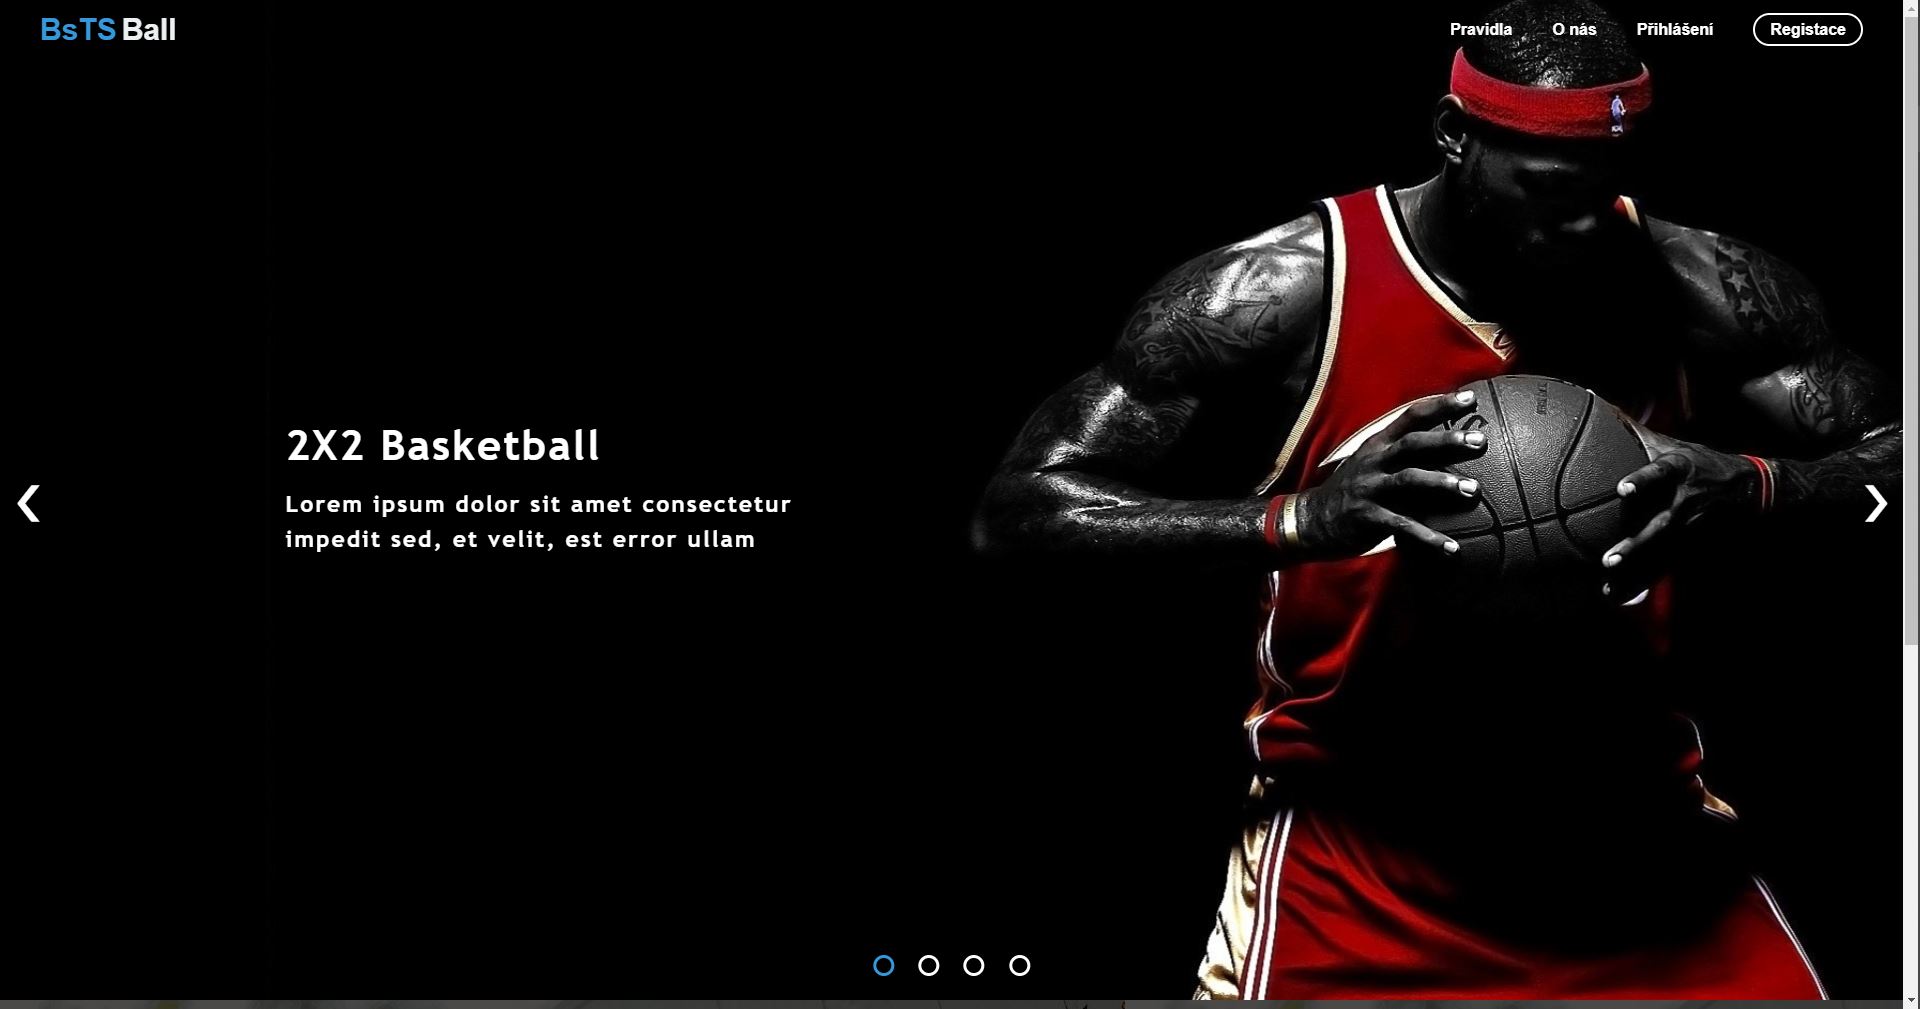 BsTS Ball
Pravidla
O nás
Přihlášení
Registace
2X2 Basketball
Lorem ipsum dolor sit amet consectetur
impedit sed, et velit, est error ullam